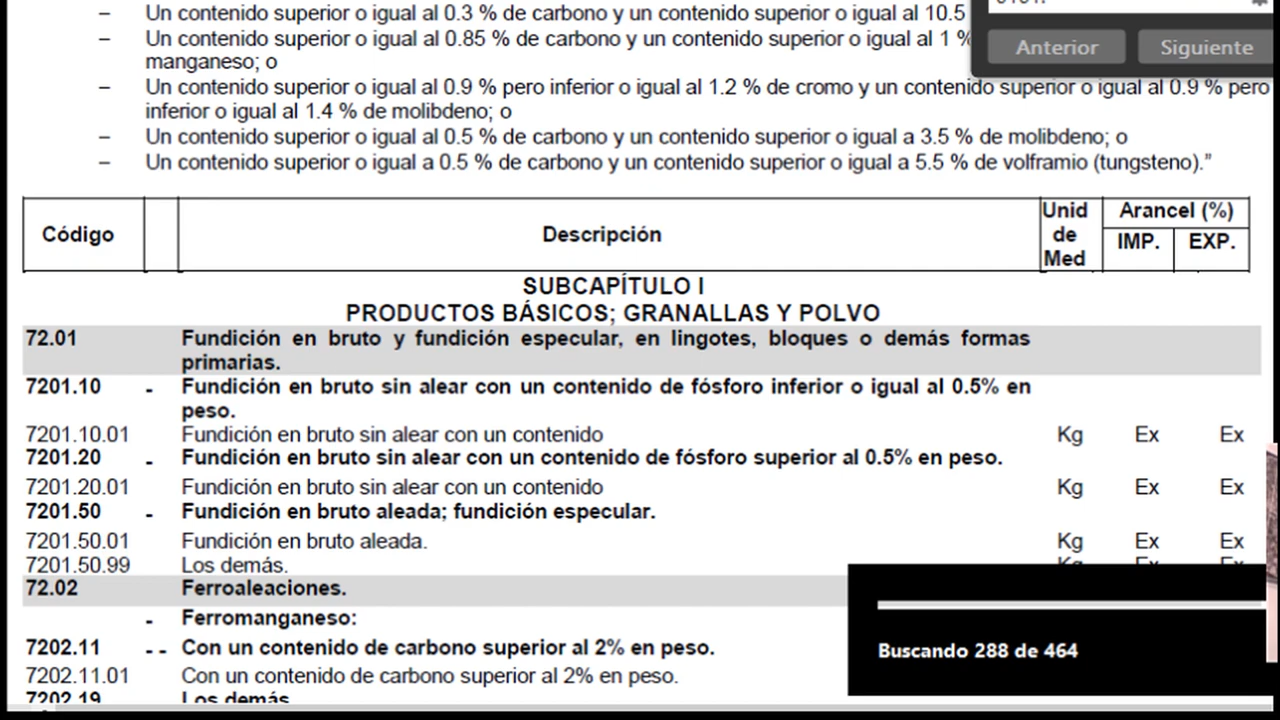 – Un contenido superior o igual al 0.3 % de carbono y un contenido superior o igual al 10.5
– Un contenido superior o igual al 0.85 % de carbono y un contenido superior o igual al 1 %
manganeso; o
– Un contenido superior o igual al 0.9 % pero inferior o igual al 1.2 % de cromo y un contenido superior o igual al 0.9 % pero
inferior o igual al 1.4 % de molibdeno; o
– Un contenido superior o igual al 0.5 % de carbono y un contenido superior o igual a 3.5 % de molibdeno; o
– Un contenido superior o igual a 0.5 % de carbono y un contenido superior o igual a 5.5 % de volframio (tungsteno).”
Anterior Siguiente
Código Descripción Unid de Med Arancel (%)
IMP. EXP.
SUBCAPÍTULO I
PRODUCTOS BÁSICOS; GRANALLAS Y POLVO
72.01 Fundición en bruto y fundición especular, en lingotes, bloques o demás formas
primarias.
7201.10 - Fundición en bruto sin alear con un contenido de fósforo inferior o igual al 0.5% en
peso.
7201.10.01 Fundición en bruto sin alear con un contenido Kg Ex Ex
7201.20 - Fundición en bruto sin alear con un contenido de fósforo superior al 0.5% en peso.
7201.20.01 Fundición en bruto sin alear con un contenido Kg Ex Ex
7201.50 - Fundición en bruto aleada; fundición especular.
7201.50.01 Fundición en bruto aleada. Kg Ex Ex
7201.50.99 Los demás. Kg Ex Ex
72.02 Ferroaleaciones.
- Ferromanganeso:
7202.11 - - Con un contenido de carbono superior al 2% en peso.
7202.11.01 Con un contenido de carbono superior al 2% en peso.
7202.19 Los demás
Buscando 288 de 464